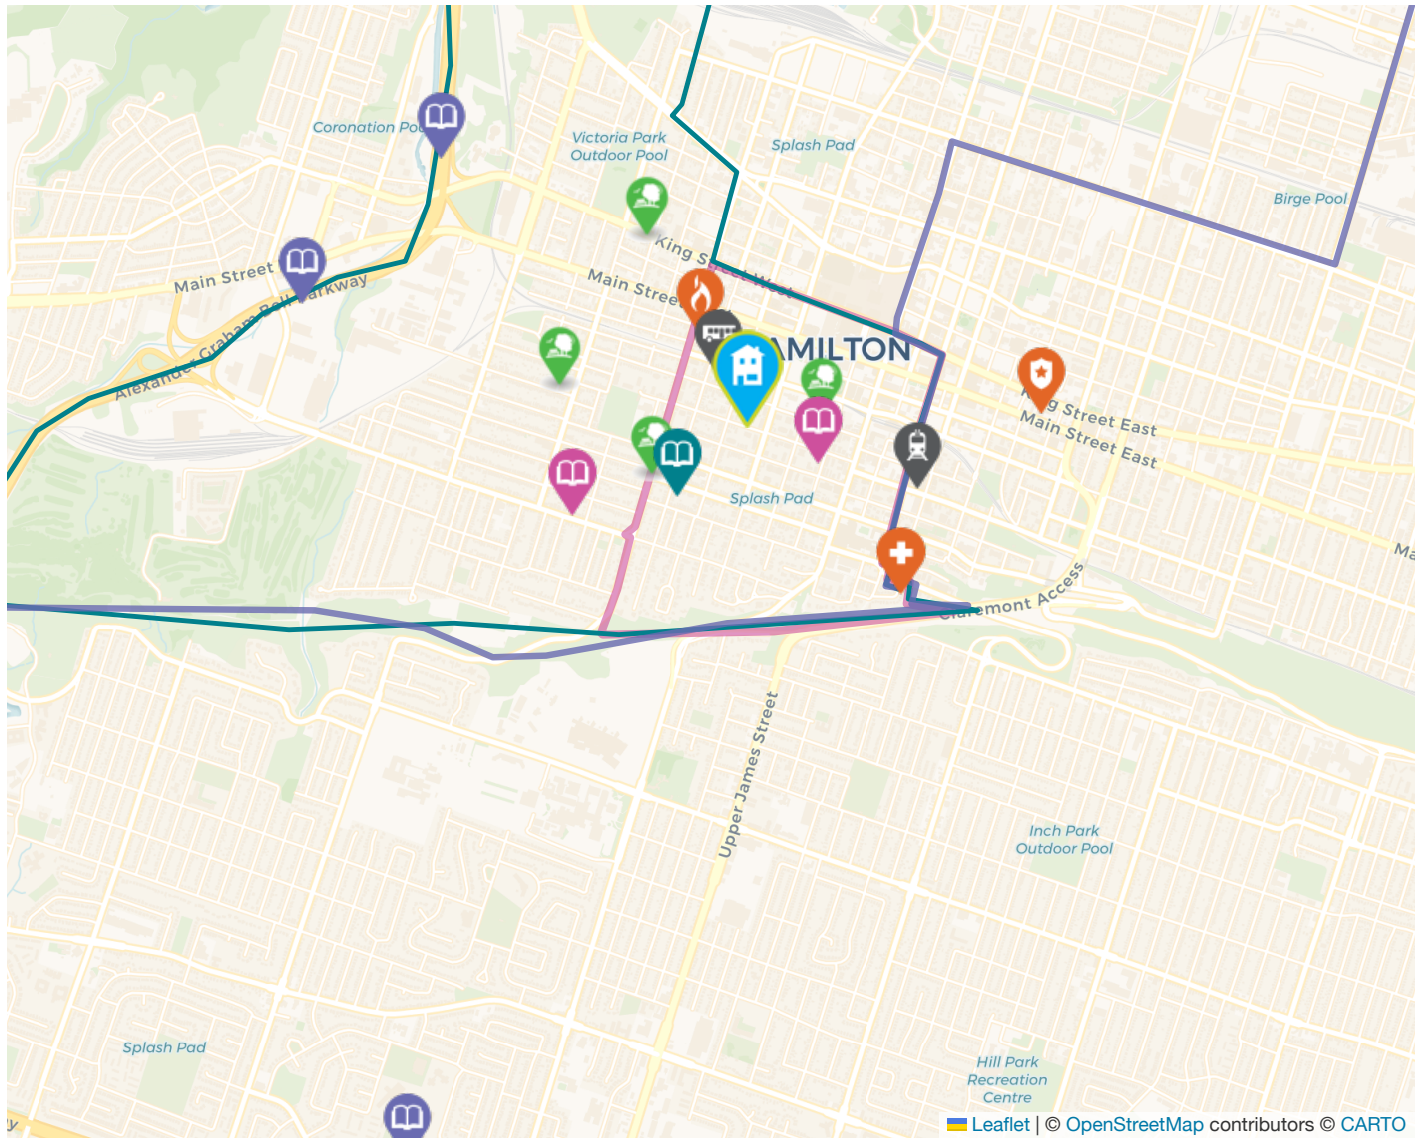 Coronation Poo
Victoria Park
Outdoor Pool
Splash Pad
Birge Pool
King Street West
Main Street
Main Street
Alexander Graham Bell Parkway
AMILTON
King Street East
Main Street East
Splash Pad
Ma
Claremont Access
Upper James Street
Inch Park
Outdoor Pool
Splash Pad
Hill Park
Recreation
Centre
y
Leaflet | © OpenStreetMap contributors © CARTO